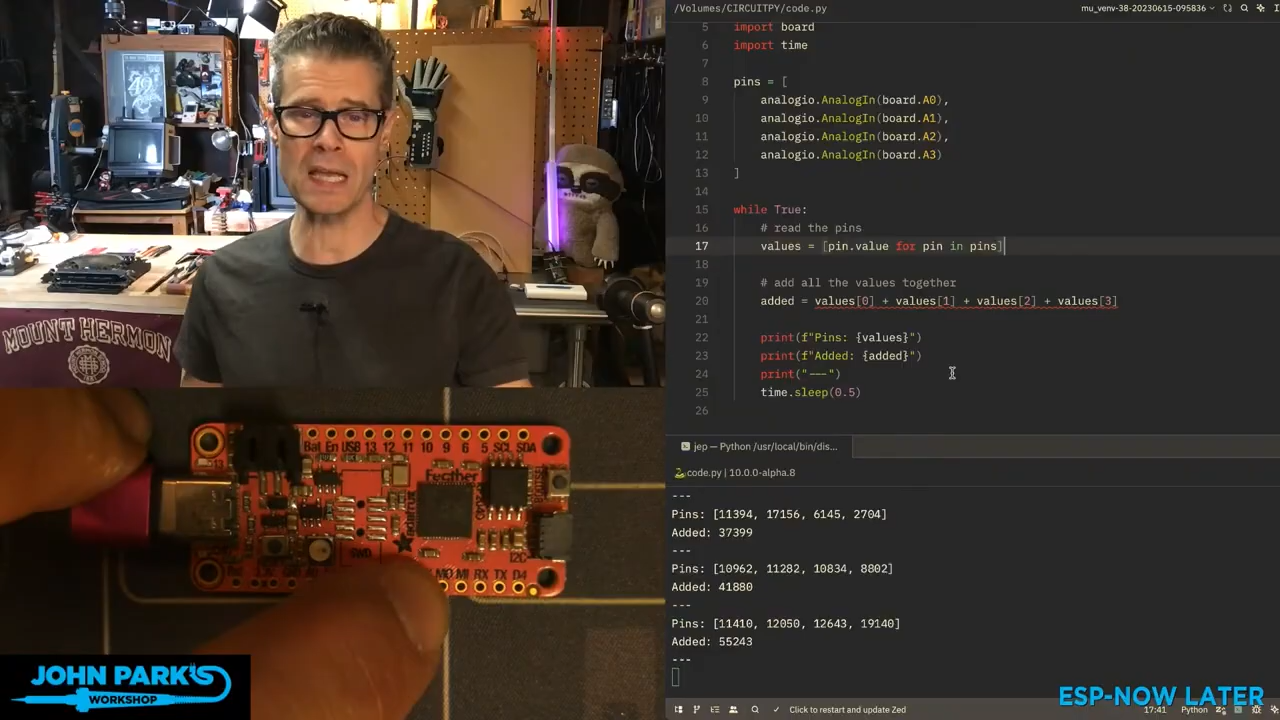 /Volumes/CIRCUITPY/code.py
mu_venv-38-20230615-095836
5 import board
6 import time
7
8 pins = [
9 analogio.AnalogIn(board.A0),
10 analogio.AnalogIn(board.A1),
11 analogio.AnalogIn(board.A2),
12 analogio.AnalogIn(board.A3)
13 ]
14
15 while True:
16 # read the pins
17 values = [pin.value for pin in pins]
18
19 # add all the values together
20 added = values[0] + values[1] + values[2] + values[3]
21
22 print(f"Pins: {values}")
23 print(f"Added: {added}")
24 print("---")
25 time.sleep(0.5)
26
jep — Python /usr/local/bin/dis...
code.py | 10.0.0-alpha.8
---
Pins: [11394, 17156, 6145, 2704]
Added: 37399
---
Pins: [10962, 11282, 10834, 8802]
Added: 41880
---
Pins: [11410, 12050, 12643, 19140]
Added: 55243
---
Click to restart and update Zed
17:41
Python
ESP-NOW LATER
MOUNT HERMON
Bat En USB 13 12 11 10 9 6 5 SCL SDA
Feather
I2C
MO MI RX TX D4
JOHN PARK'S
WORKSHOP